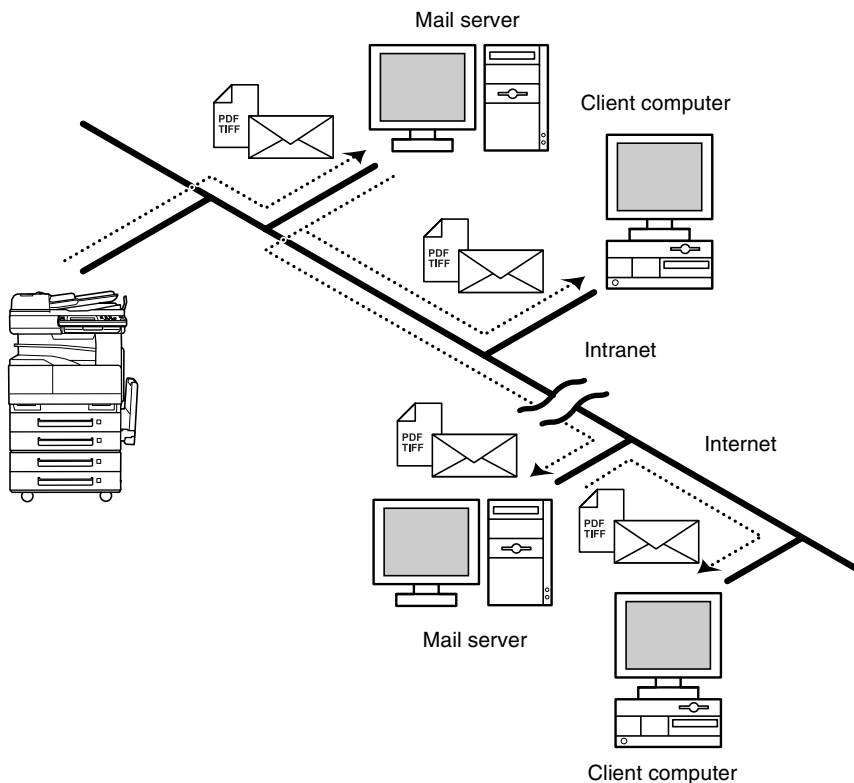 Mail server
Client computer
PDF
TIFF
PDF
TIFF
Intranet
PDF
TIFF
Internet
PDF
TIFF
Mail server
Client computer